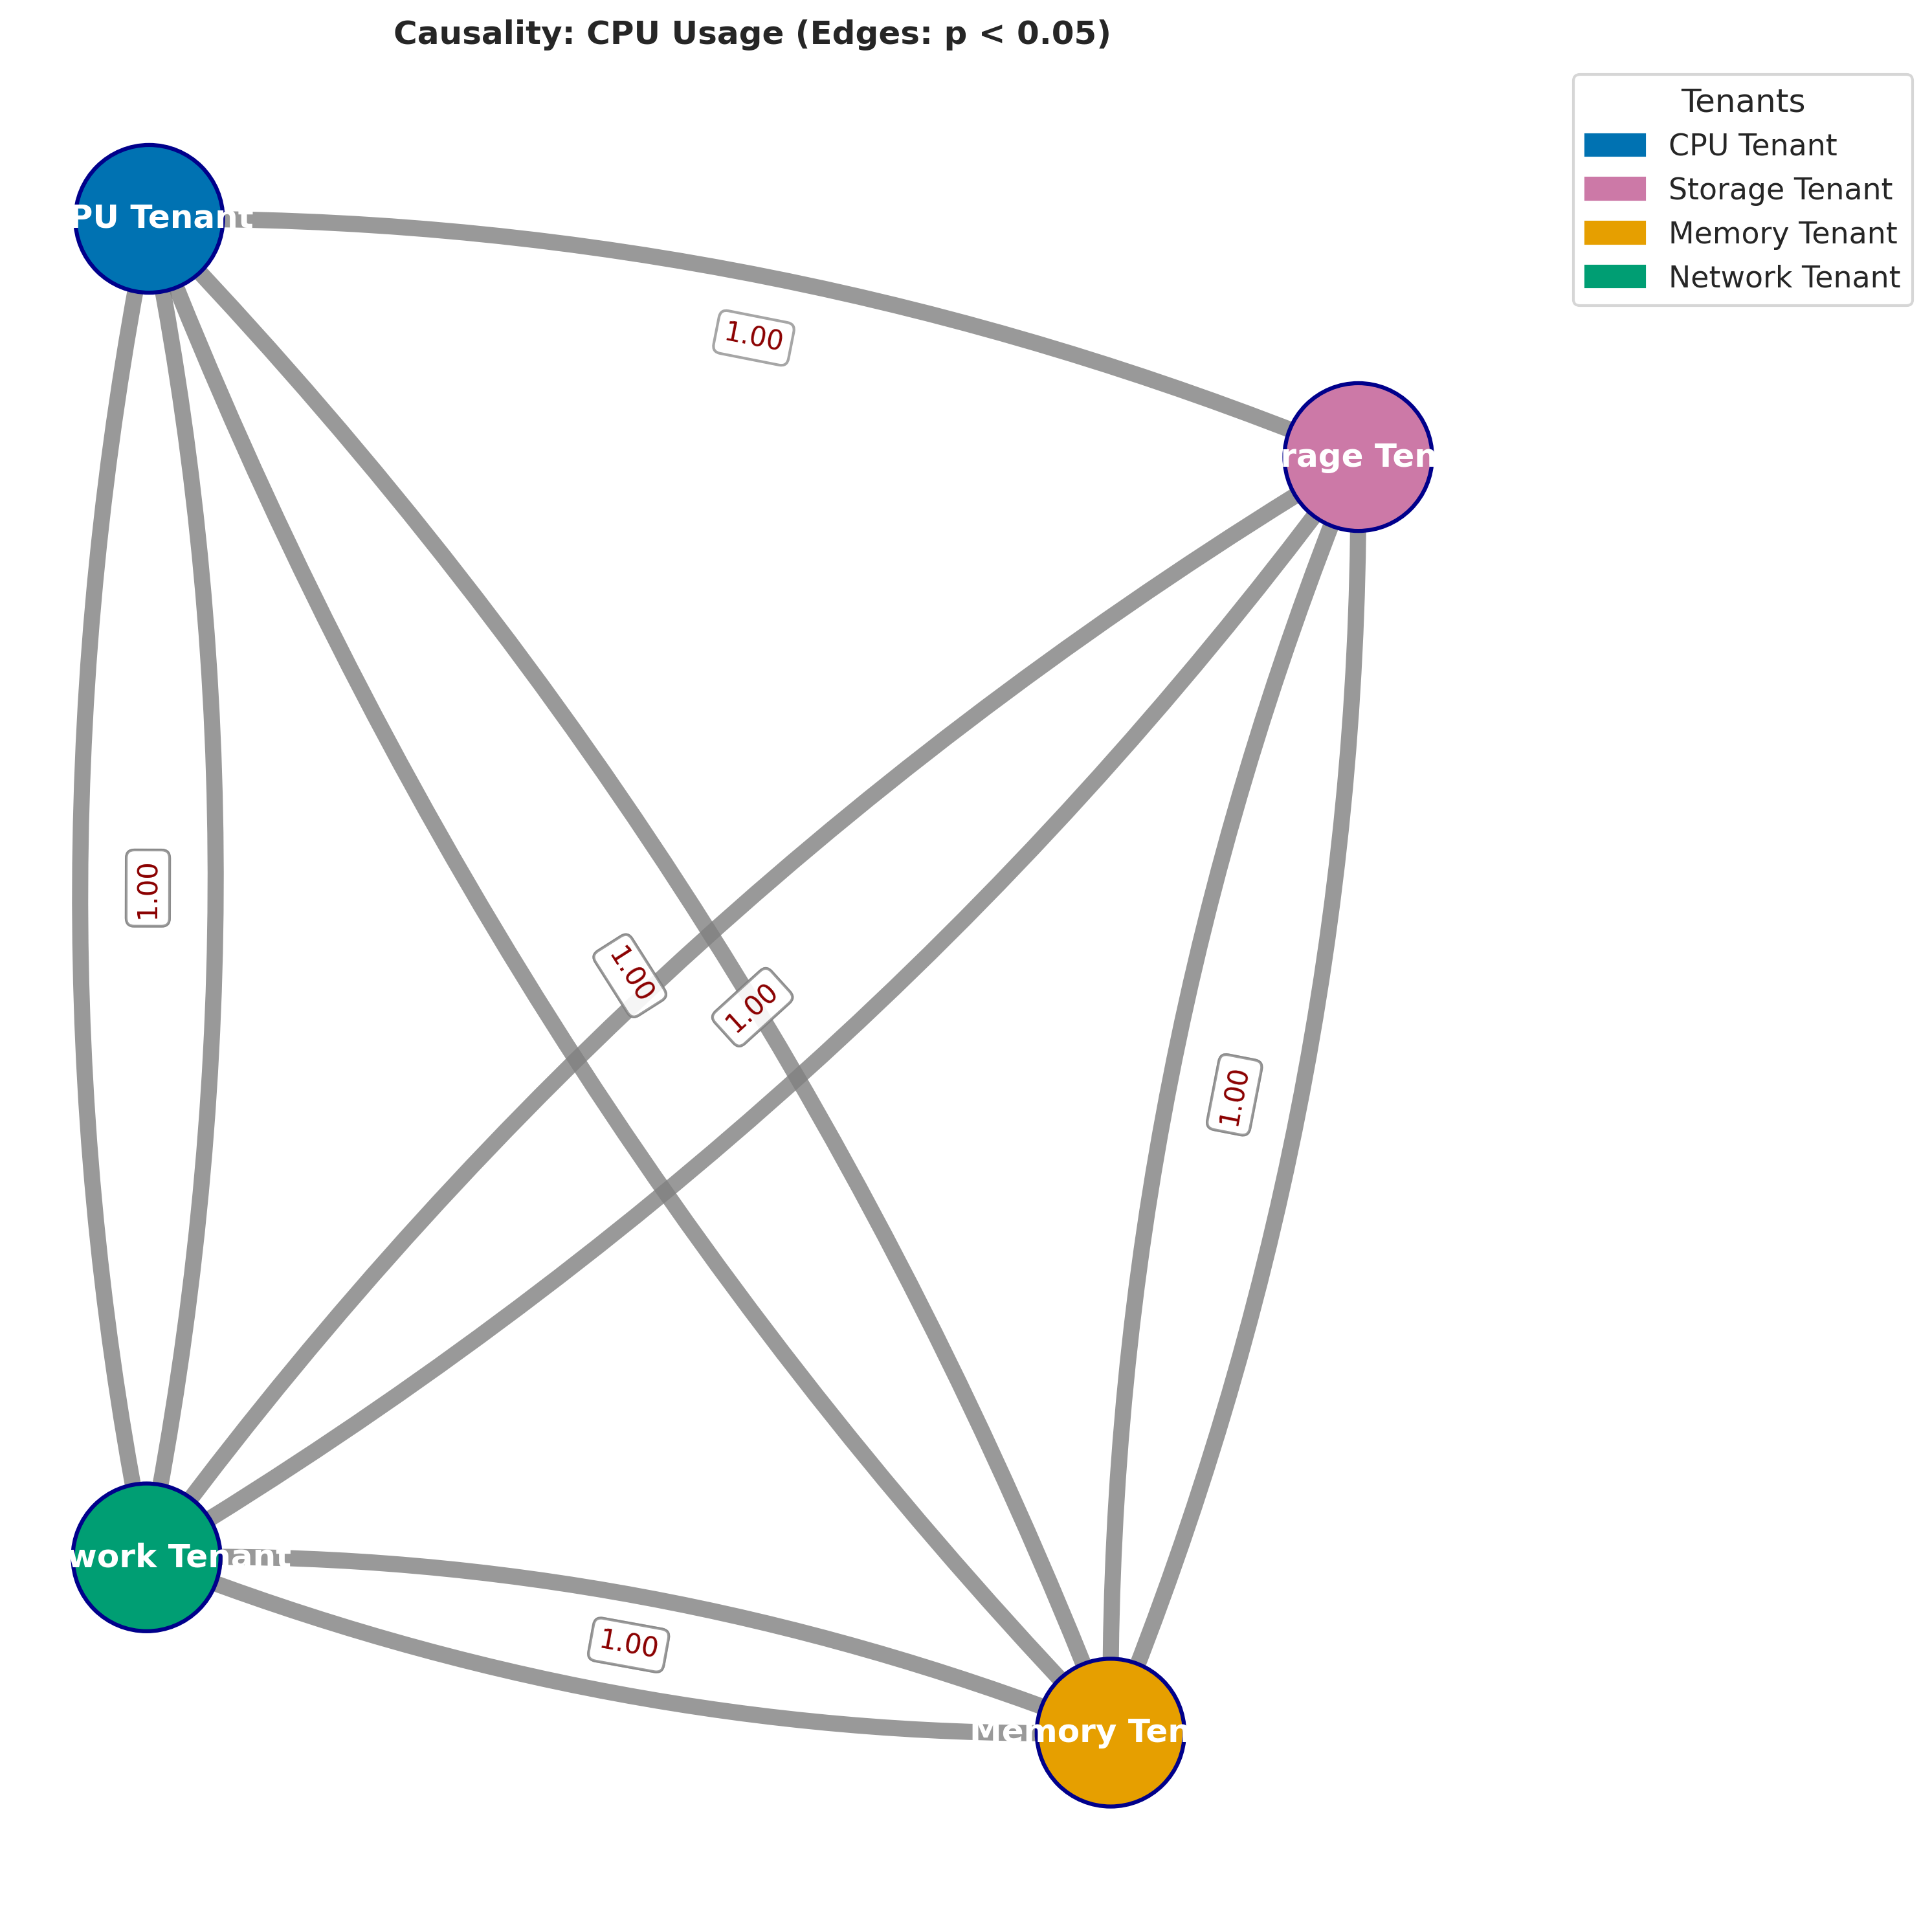 Causality: CPU Usage (Edges: p < 0.05)
Tenants
CPU Tenant
Storage Tenant
Memory Tenant
Network Tenant
PU Tenant
1.00
rage Ten
1.00
1.00
1.00
1.00
work Tenant
1.00
Memory Ten